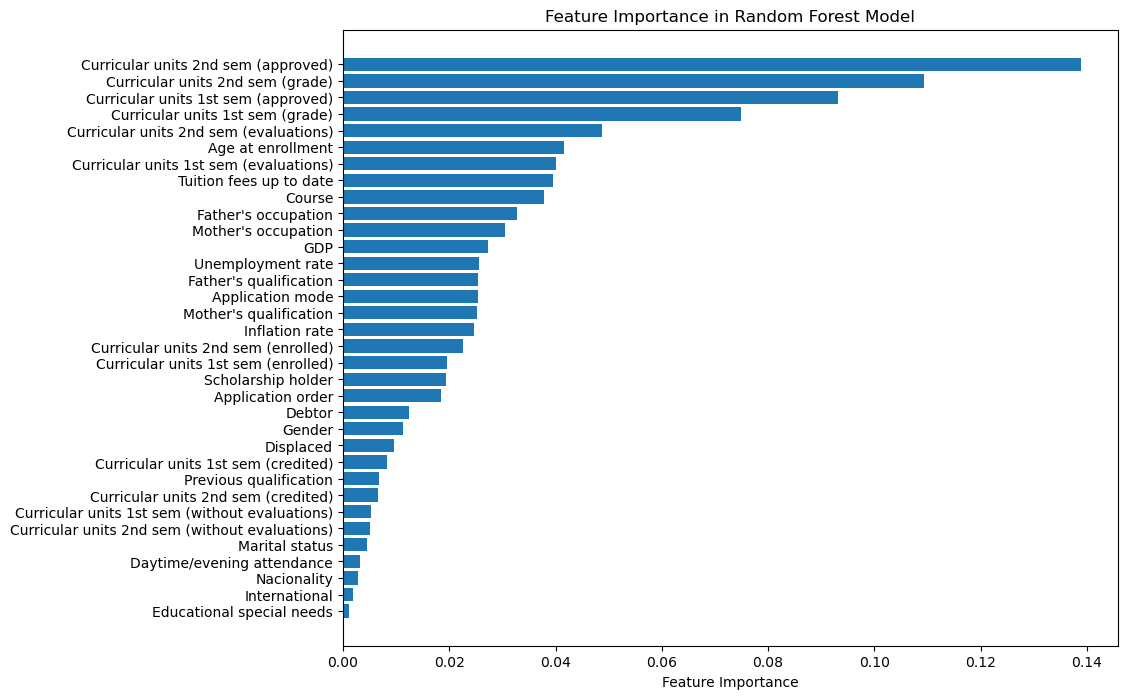 Feature Importance in Random Forest Model
Curricular units 2nd sem (approved)
Curricular units 2nd sem (grade)
Curricular units 1st sem (approved)
Curricular units 1st sem (grade)
Curricular units 2nd sem (evaluations)
Age at enrollment
Curricular units 1st sem (evaluations)
Tuition fees up to date
Course
Father's occupation
Mother's occupation
GDP
Unemployment rate
Father's qualification
Application mode
Mother's qualification
Inflation rate
Curricular units 2nd sem (enrolled)
Curricular units 1st sem (enrolled)
Scholarship holder
Application order
Debtor
Gender
Displaced
Curricular units 1st sem (credited)
Previous qualification
Curricular units 2nd sem (credited)
Curricular units 1st sem (without evaluations)
Curricular units 2nd sem (without evaluations)
Marital status
Daytime/evening attendance
Nacionality
International
Educational special needs
0.00 0.02 0.04 0.06 0.08 0.10 0.12 0.14
Feature Importance